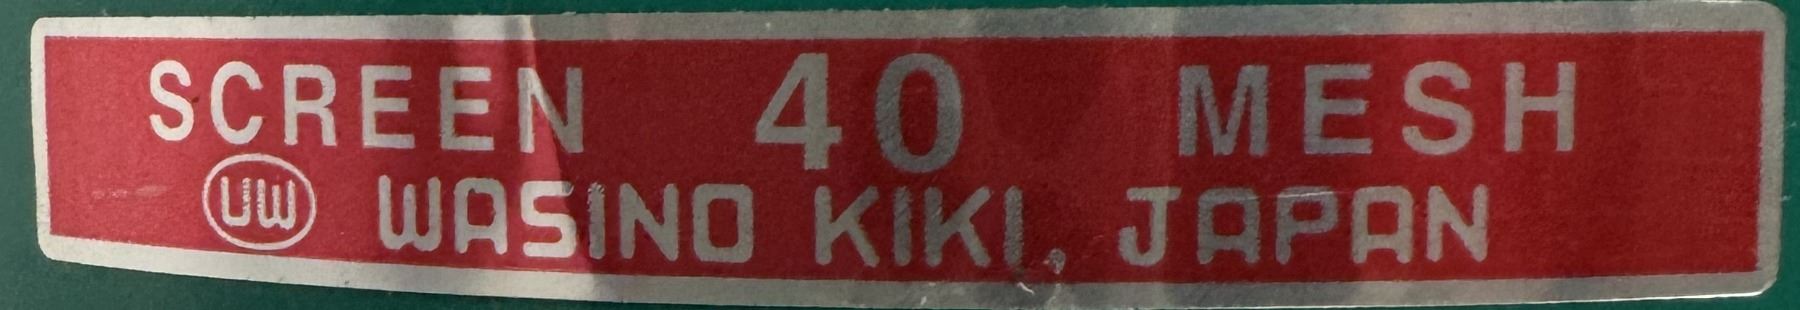 SCREEN 40 MESH
UW WASINO KIKI, JAPAN